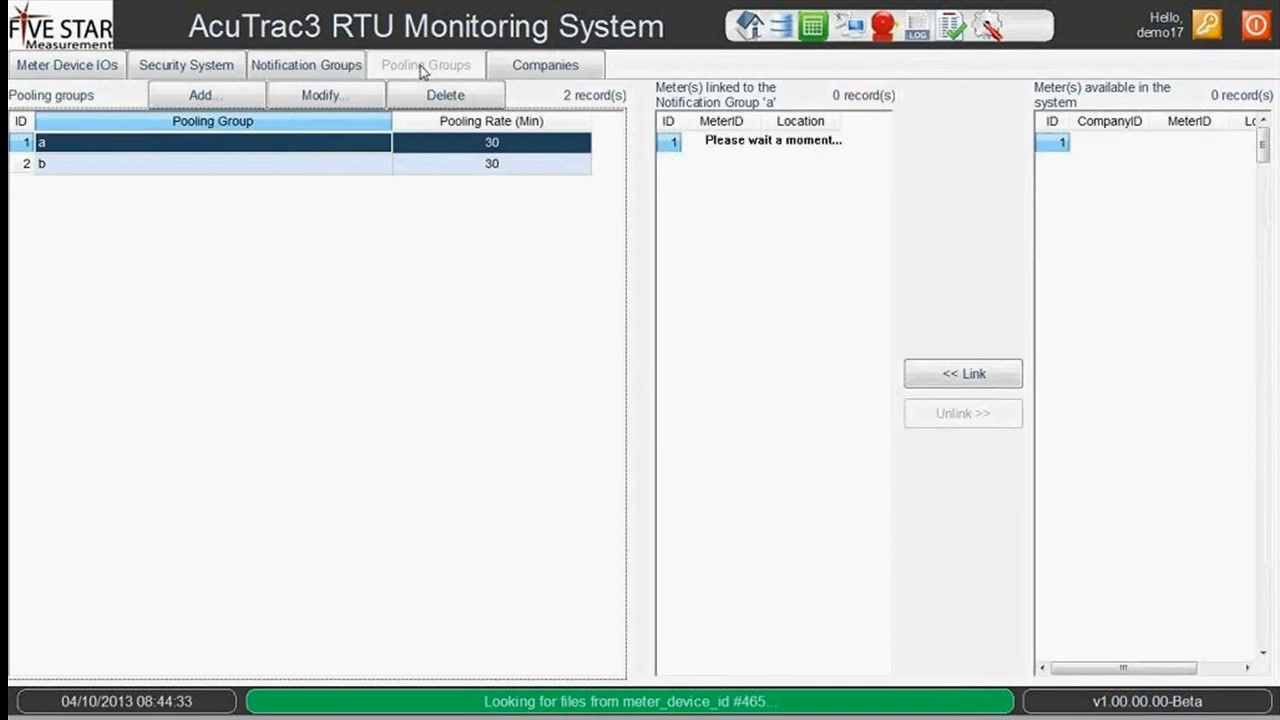 FIVE STAR
Measurement
AcuTrac3 RTU Monitoring System
LOG
Hello,
demo17
Meter Device IOs
Security System
Notification Groups
Pooling Groups
Companies
Pooling groups
Add...
Modify...
Delete
2 record(s)
ID
Pooling Group
Pooling Rate (Min)
1
a
30
2
b
30
Meter(s) linked to the
Notification Group 'a'
0 record(s)
ID
MeterID
Location
1
Please wait a moment...
<< Link
Unlink >>
Meter(s) available in the
system
0 record(s)
ID
CompanyID
MeterID
Lc
1
04/10/2013 08:44:33
Looking for files from meter_device_id #465...
v1.00.00.00-Beta